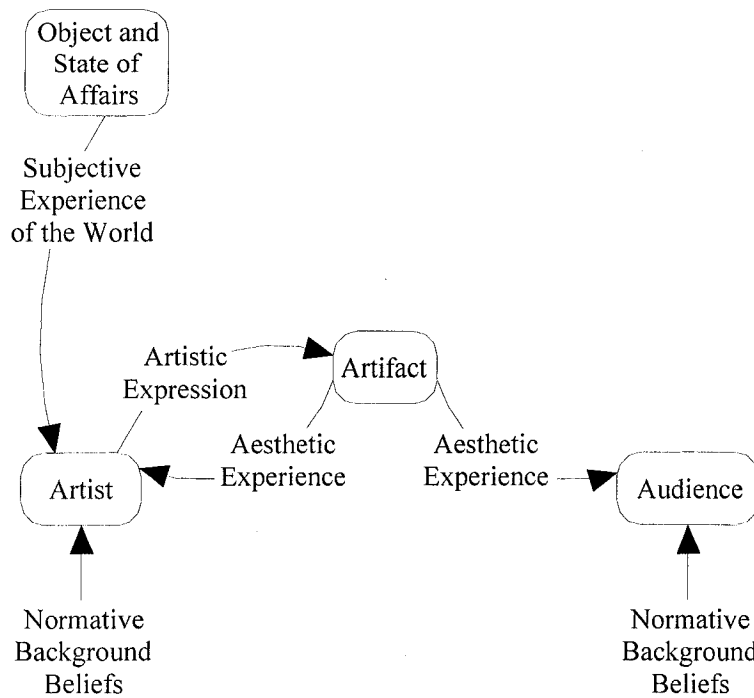 Object and
State of
Affairs
Subjective
Experience
of the World
Artistic
Expression
Artifact
Aesthetic
Experience
Aesthetic
Experience
Artist
Audience
Normative
Background
Beliefs
Normative
Background
Beliefs